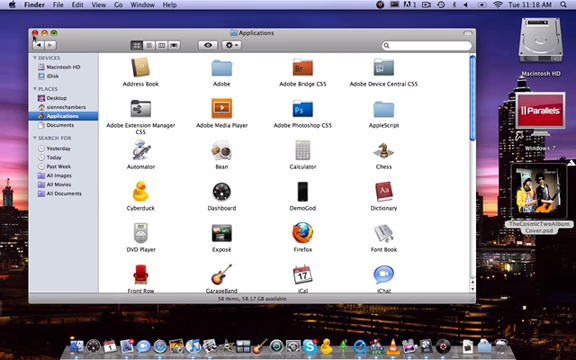 Finder File Edit View Go Window Help
Tue 11:18 AM
Applications
DEVICES
Macintosh HD
iDisk
PLACES
Desktop
siennechambers
Applications
Documents
SEARCH FOR
Yesterday
Today
Past Week
All Images
All Movies
All Documents
Address Book
Adobe
Adobe Bridge CS5
Adobe Device Central CS5
Adobe Extension Manager CS5
Adobe Media Player
Adobe Photoshop CS5
AppleScript
Automator
Bean
Calculator
Chess
Cyberduck
Dashboard
DemoGod
Dictionary
DVD Player
Exposé
Firefox
Font Book
Front Row
GarageBand
iCal
iChat
58 items, 58.17 GB available
Macintosh HD
Parallels
Windows 7
TheCosmicTwoAlbum
Cover.psd
Br
Ps
17